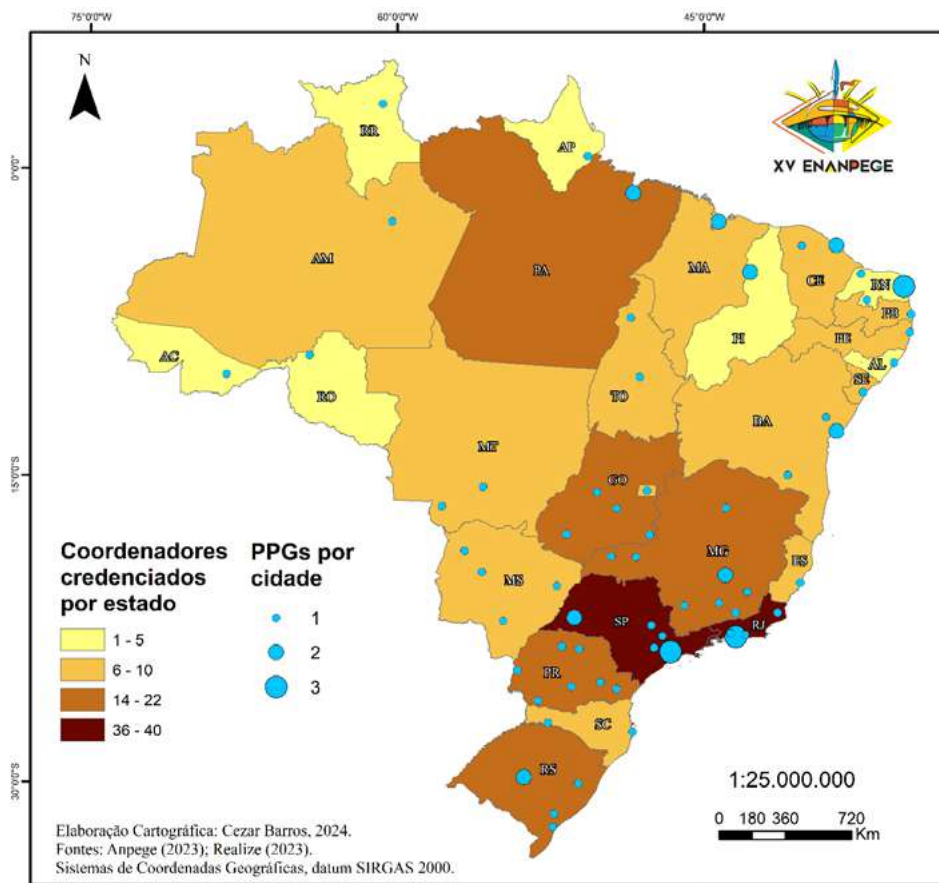 75°0'0"W
60°0'0"W
45°0'0"W
N
RR
AP
XV ENANPEGE
0°0'0"
AM
PA
MA
CE
RN
PB
PI
PE
AC
AL
RO
SE
TO
BA
MT
15°0'0"S
GO
MG
ES
MS
SP
RJ
PR
SC
RS
Coordenadores
credenciados
por estado
1 - 5
6 - 10
14 - 22
36 - 40
PPGs por
cidade
1
2
3
30°0'0"S
1:25.000.000
0 180 360 720
Km
Elaboração Cartográfica: Cezar Barros, 2024.
Fontes: Anpege (2023); Realize (2023).
Sistemas de Coordenadas Geográficas, datum SIRGAS 2000.